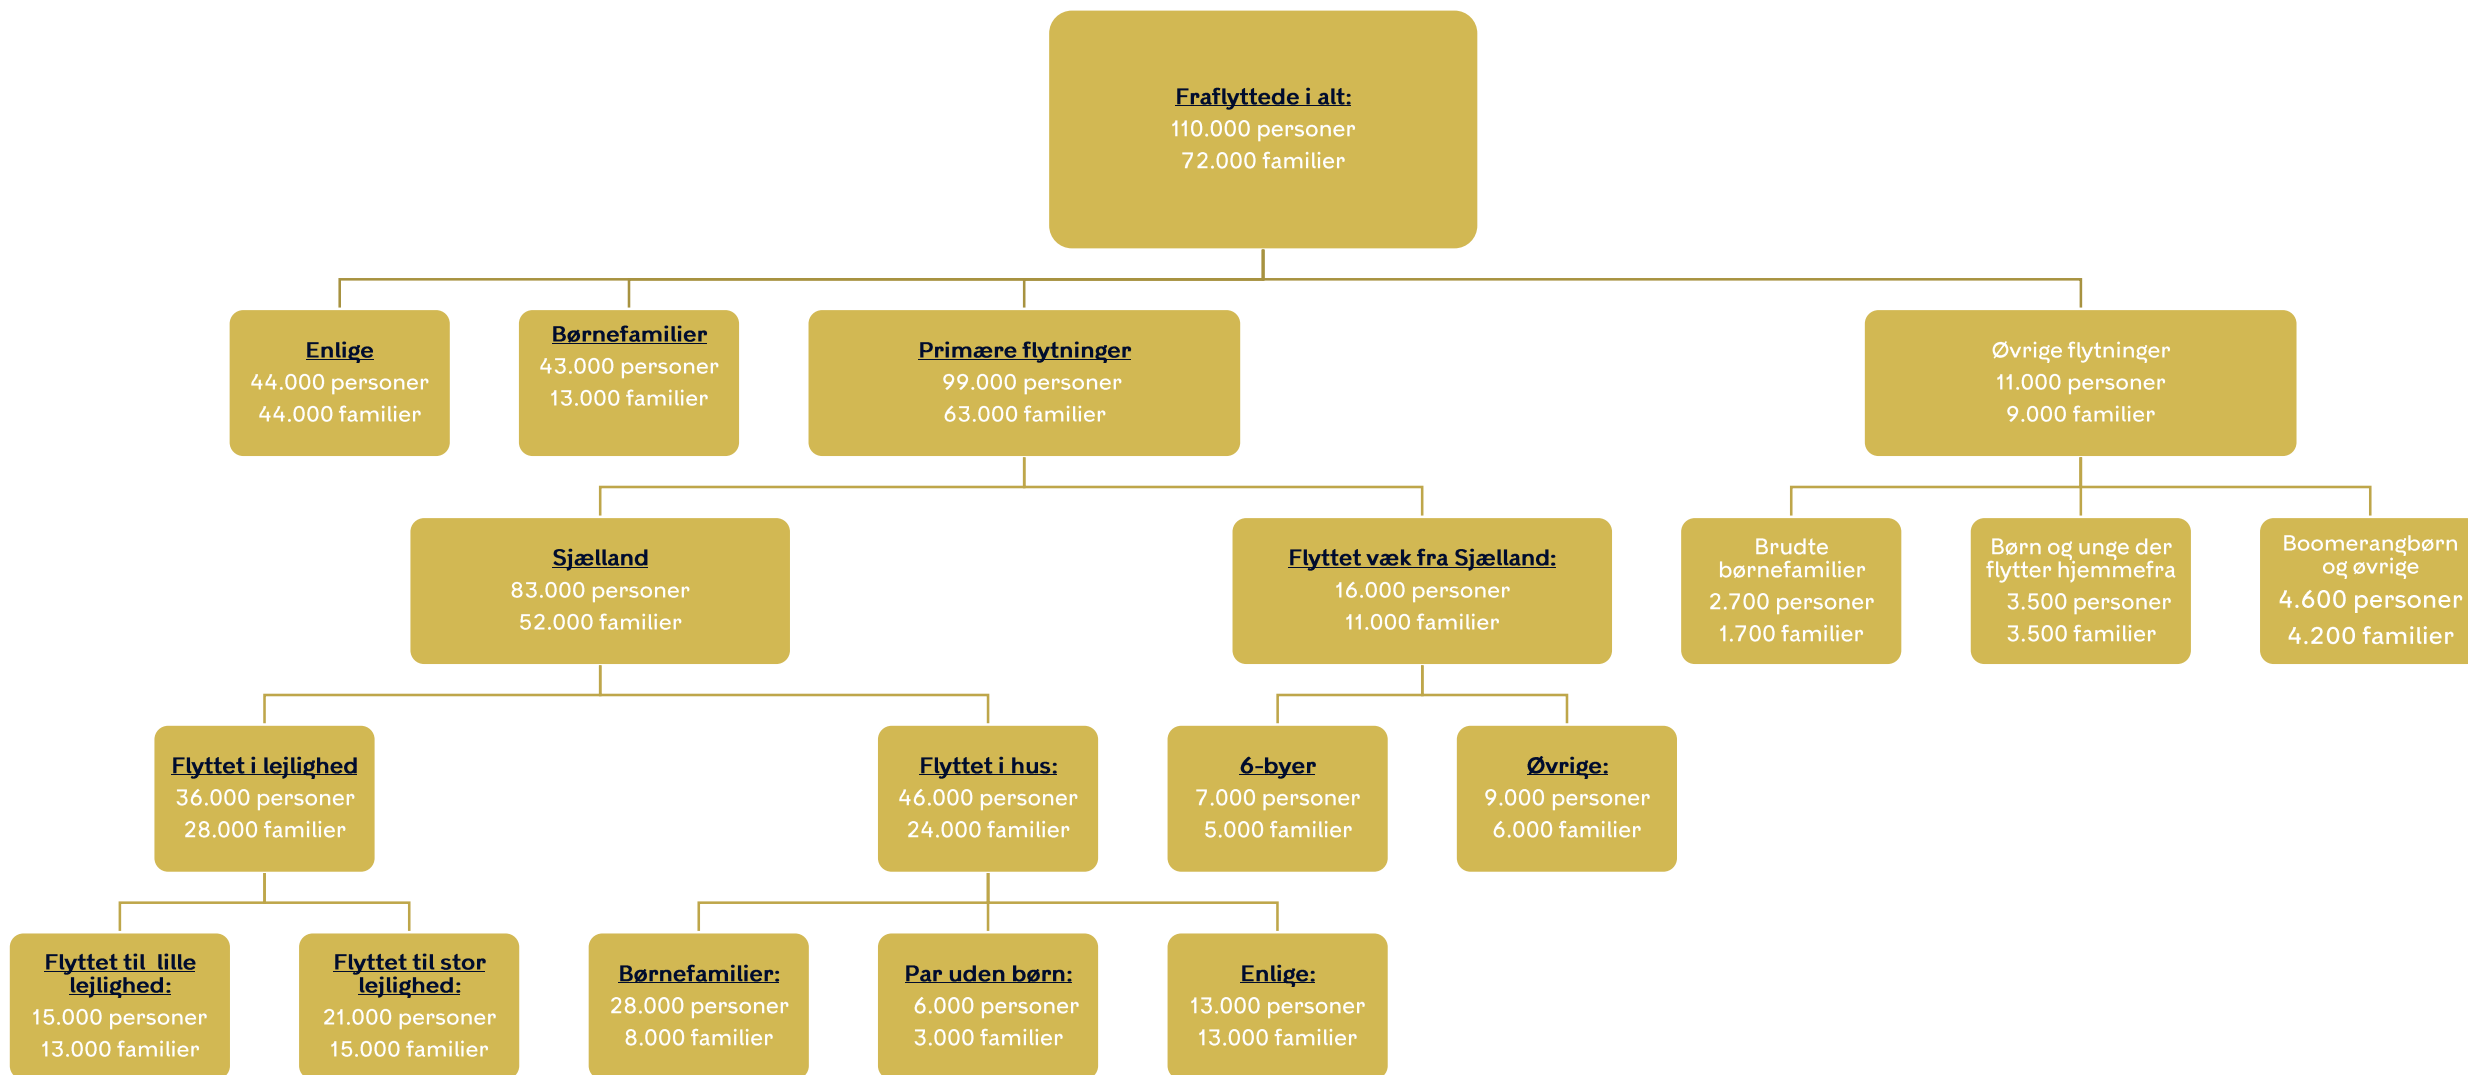 Fraflyttede i alt:
110.000 personer
72.000 familier
Enlige
44.000 personer
44.000 familier
Børnefamilier
43.000 personer
13.000 familier
Primære flytninger
99.000 personer
63.000 familier
Øvrige flytninger
11.000 personer
9.000 familier
Sjælland
83.000 personer
52.000 familier
Flyttet væk fra Sjælland:
16.000 personer
11.000 familier
Brudte
børnefamilier
2.700 personer
1.700 familier
Børn og unge der
flytter hjemmefra
3.500 personer
3.500 familier
Boomerangbørn
og øvrige
4.600 personer
4.200 familier
Flyttet i lejlighed
36.000 personer
28.000 familier
Flyttet i hus:
46.000 personer
24.000 familier
6-byer
7.000 personer
5.000 familier
Øvrige:
9.000 personer
6.000 familier
Flyttet til  lille
lejlighed:
15.000 personer
13.000 familier
Flyttet til stor
lejlighed:
21.000 personer
15.000 familier
Børnefamilier:
28.000 personer
8.000 familier
Par uden børn:
6.000 personer
3.000 familier
Enlige:
13.000 personer
13.000 familier